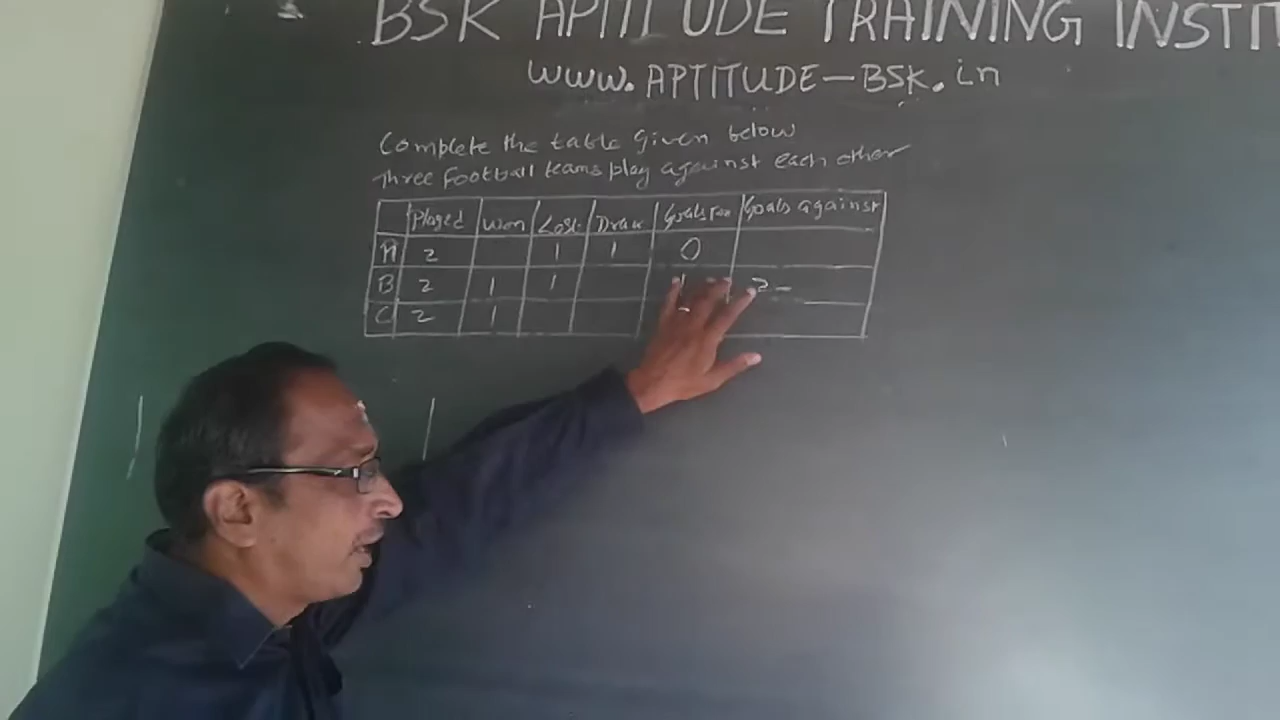 BSK APTITUDE TRAINING INSTI
WWW.APTITUDE-BSK.in
Complete the table Given below
Three Football teams play against each other
Played Won Lost Draw Goals For Goals against
A 2 1 1 0
B 2 1 1 1 2
C 2 1